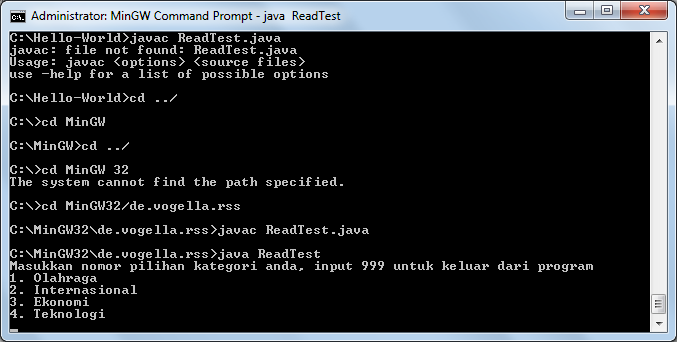 Administrator: MinGW Command Prompt - java  ReadTest
C:\Hello-World>javac ReadTest.java
javac: file not found: ReadTest.java
Usage: javac <options> <source files>
use -help for a list of possible options
C:\Hello-World>cd ../
C:\>cd MinGW
C:\MinGW>cd ../
C:\>cd MinGW 32
The system cannot find the path specified.
C:\>cd MinGW32/de.vogella.rss
C:\MinGW32\de.vogella.rss>javac ReadTest.java
C:\MinGW32\de.vogella.rss>java ReadTest
Masukkan nomor pilihan kategori anda, input 999 untuk keluar dari program
1. Olahraga
2. Internasional
3. Ekonomi
4. Teknologi